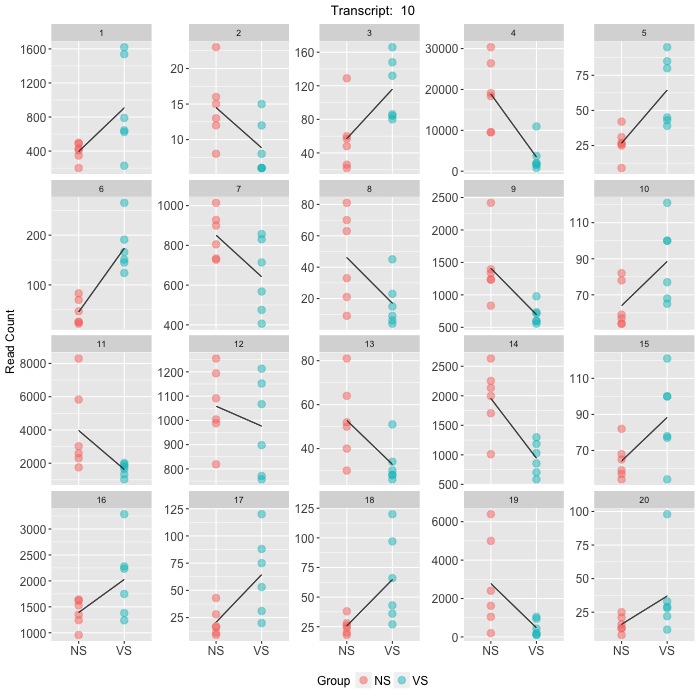 Transcript: 10
1 2 3 4 5
1600 1200 800 400
20 15 10
160 120 80 40
30000 20000 10000 0
75 50 25
6 7 8 9 10
200 100
1000 800 600 400
80 60 40 20
2500 2000 1500 1000 500
110 90 70
Read Count
11 12 13 14 15
8000 6000 4000 2000
1200 1100 1000 900 800
80 60 40
2500 2000 1500 1000 500
110 90 70
16 17 18 19 20
3000 2500 2000 1500 1000
125 100 75 50 25
125 100 75 50 25
6000 4000 2000 0
100 75 50 25
NS VS NS VS NS VS NS VS NS VS
Group NS VS